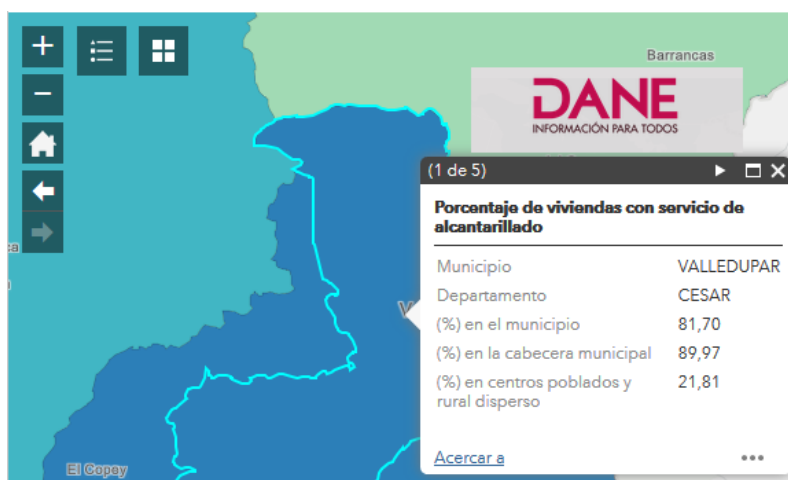 Barrancas
DANE
INFORMACIÓN PARA TODOS
(1 de 5)
Porcentaje de viviendas con servicio de
alcantarillado
Municipio VALLEDUPAR
Departamento CESAR
(%) en el municipio 81,70
(%) en la cabecera municipal 89,97
(%) en centros poblados y 21,81
rural disperso
El Copey
Acercar a